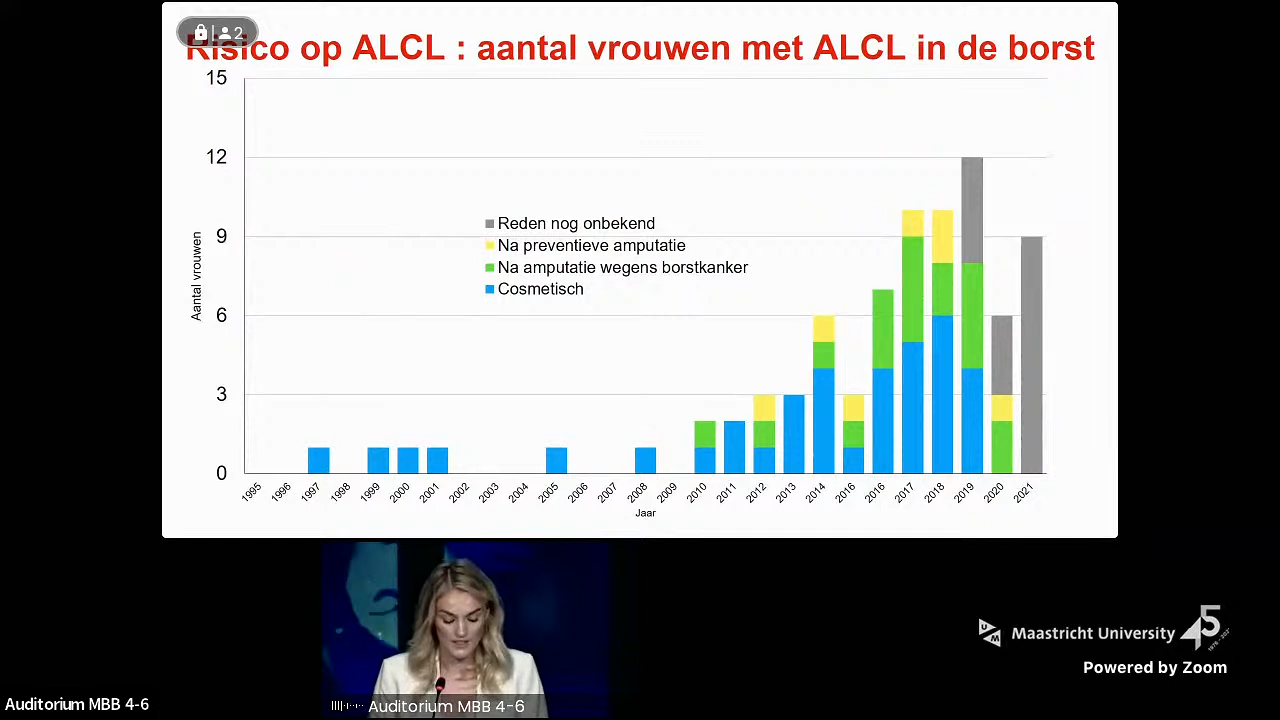 2
Risico op ALCL : aantal vrouwen met ALCL in de borst
15
12
9
6
3
0
Aantal vrouwen
Reden nog onbekend
Na preventieve amputatie
Na amputatie wegens borstkanker
Cosmetisch
1995 1996 1997 1998 1999 2000 2001 2002 2003 2004 2005 2006 2007 2008 2009 2010 2011 2012 2013 2014 2016 2016 2017 2018 2019 2020 2021
Jaar
UM Maastricht University 45
Powered by Zoom
Auditorium MBB 4-6
Auditorium MBB 4-6